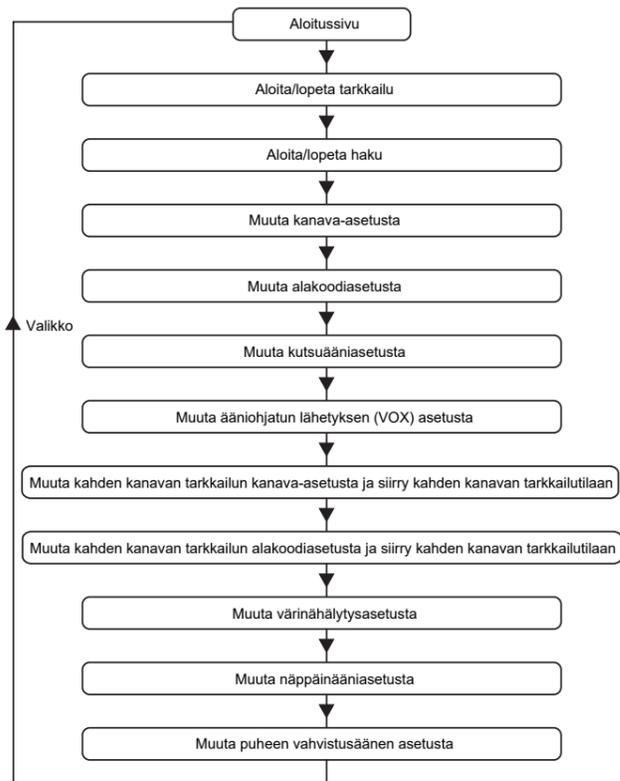 Aloitussivu
Aloita/lopeta tarkkailu
Aloita/lopeta haku
Muuta kanava-asetusta
Muuta alakoodiasetusta
Valikko
Muuta kutsuääniasetusta
Muuta ääniohjatun lähetyksen (VOX) asetusta
Muuta kahden kanavan tarkkailun kanava-asetusta ja siirry kahden kanavan tarkkailutilaan
Muuta kahden kanavan tarkkailun alakoodiasetusta ja siirry kahden kanavan tarkkailutilaan
Muuta värinähälytysasetusta
Muuta näppäinääniasetusta
Muuta puheen vahvistusäänen asetusta